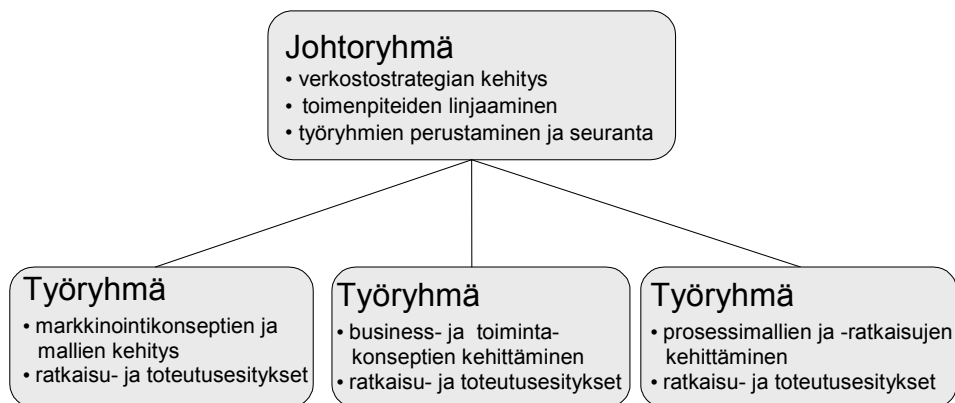 Johtoryhmä
• verkostostrategian kehitys
• toimenpiteiden linjaaminen
• työryhmien perustaminen ja seuranta
Työryhmä
• markkinointikonseptien ja
mallien kehitys
• ratkaisu- ja toteutusesitykset
Työryhmä
• business- ja toiminta-
konseptien kehittäminen
• ratkaisu- ja toteutusesitykset
Työryhmä
• prosessimallien ja -ratkaisujen
kehittäminen
• ratkaisu- ja toteutusesitykset